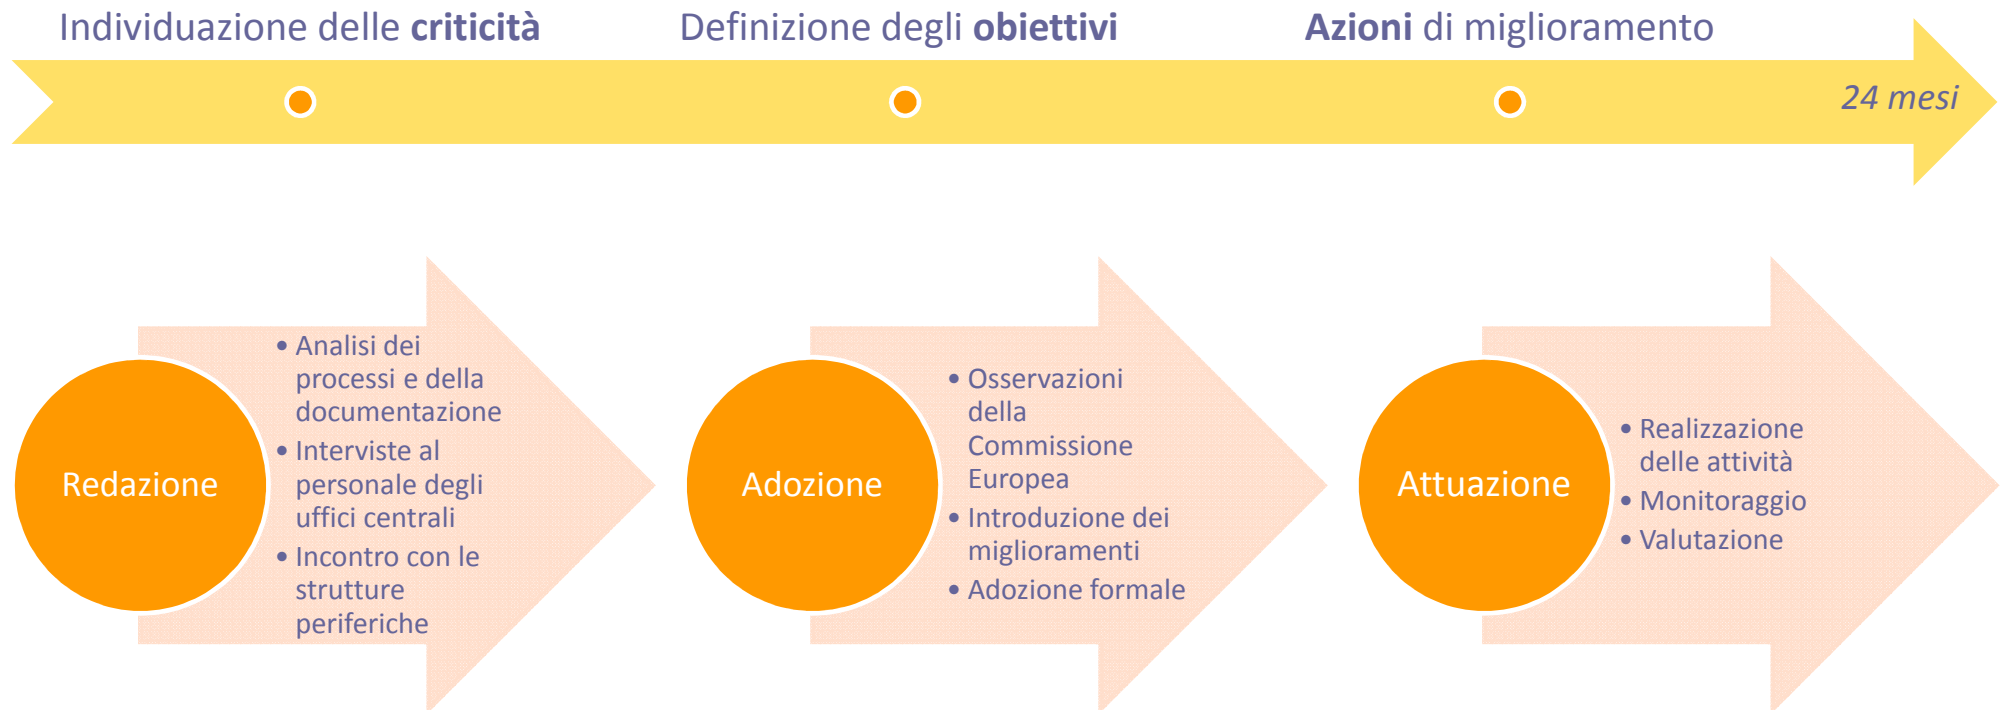 Individuazione delle criticità
Definizione degli obiettivi
Azioni di miglioramento
24 mesi
Redazione
• Analisi dei
processi e della
documentazione
• Interviste al
personale degli
uffici centrali
• Incontro con le
strutture
periferiche
Adozione
• Osservazioni
della
Commissione
Europea
• Introduzione dei
miglioramenti
• Adozione formale
Attuazione
• Realizzazione
delle attività
• Monitoraggio
• Valutazione